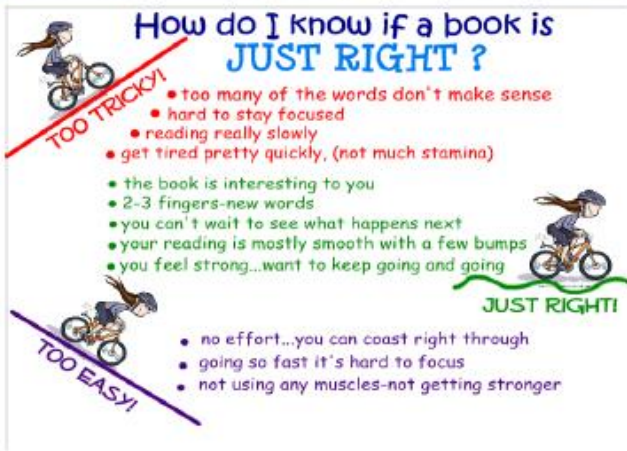 How do I know if a book is
JUST RIGHT ?
TOO TRICKY!
• too many of the words don't make sense
• hard to stay focused
• reading really slowly
• get tired pretty quickly, (not much stamina)
• the book is interesting to you
• 2-3 fingers-new words
• you can't wait to see what happens next
• your reading is mostly smooth with a few bumps
• you feel strong...want to keep going and going
JUST RIGHT!
TOO EASY!
• no effort...you can coast right through
• going so fast it's hard to focus
• not using any muscles-not getting stronger